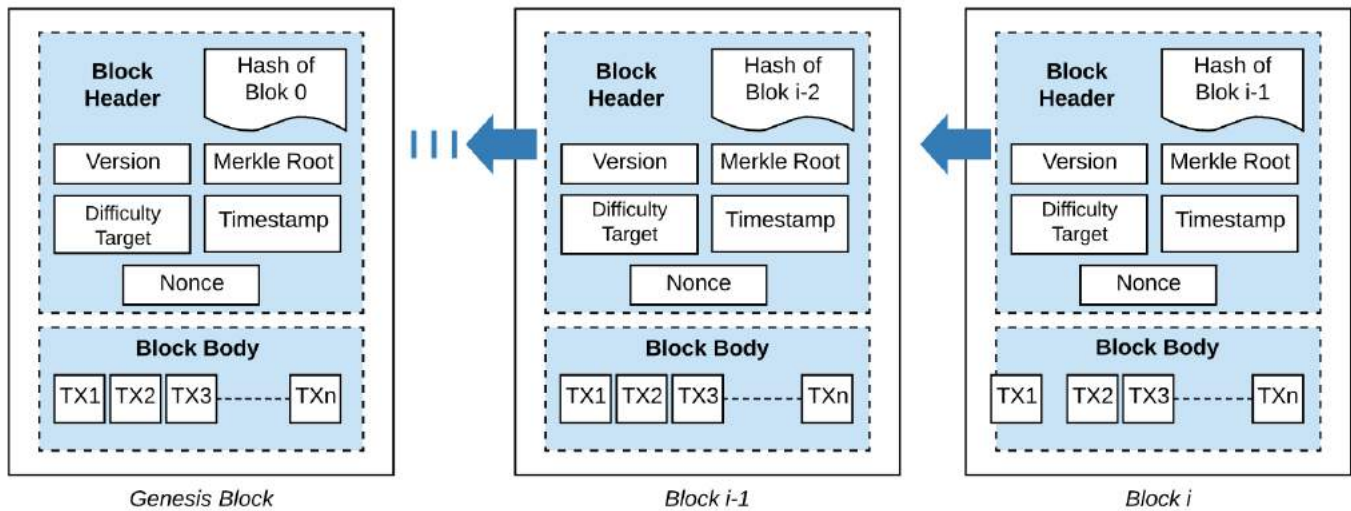 Block
Header
Hash of
Blok 0
Version
Merkle Root
Difficulty
Target
Timestamp
Nonce
Block Body
TX1
TX2
TX3
TXn
Genesis Block
Block
Header
Hash of
Blok i-2
Version
Merkle Root
Difficulty
Target
Timestamp
Nonce
Block Body
TX1
TX2
TX3
TXn
Block i-1
Block
Header
Hash of
Blok i-1
Version
Merkle Root
Difficulty
Target
Timestamp
Nonce
Block Body
TX1
TX2
TX3
TXn
Block i